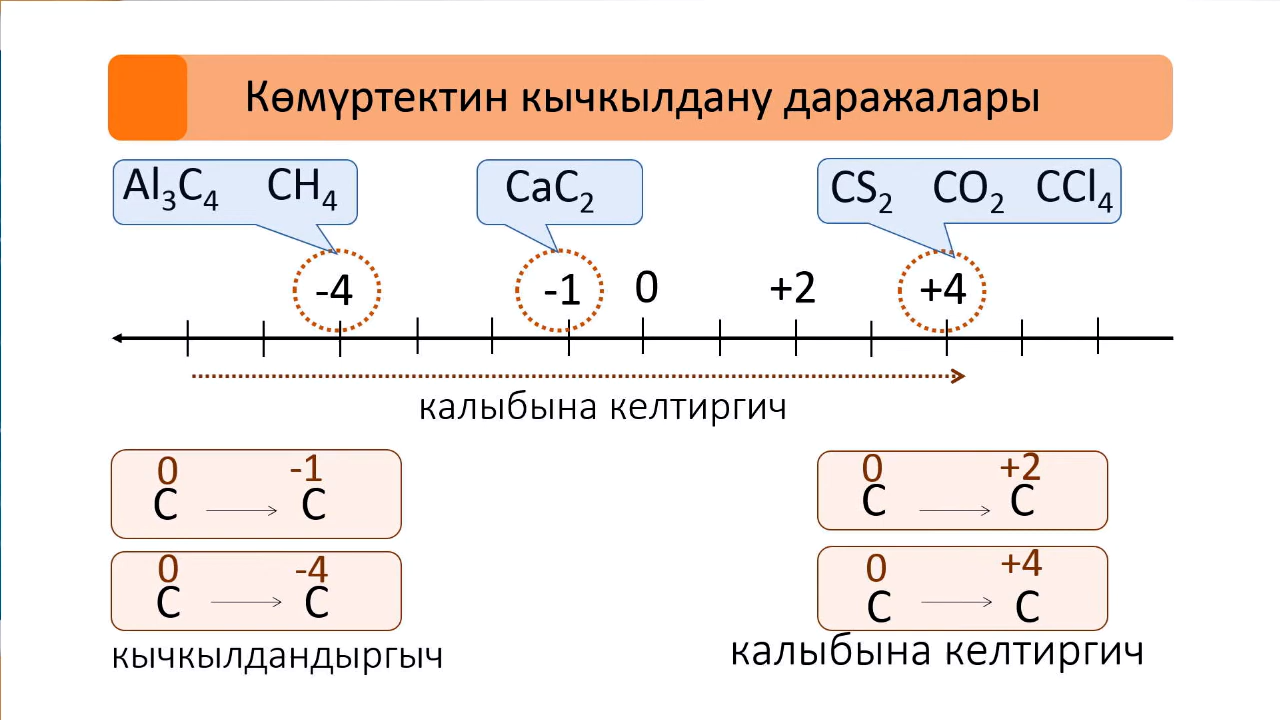 Көмүртектин кычкылдану даражалары
Al₃C₄ CH₄ CaC₂ CS₂ CO₂ CCl₄
-4 -1 0 +2 +4
калыбына келтиргич
0 -1
C C
0 -4
C C
кычкылдандыргыч
0 +2
C C
0 +4
C C
калыбына келтиргич